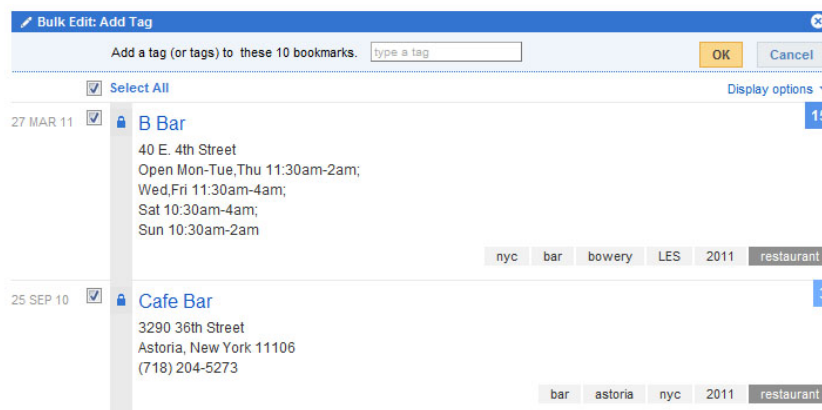 Bulk Edit: Add Tag
Add a tag (or tags) to these 10 bookmarks. type a tag OK Cancel
Select All Display options
27 MAR 11 B Bar
40 E. 4th Street
Open Mon-Tue,Thu 11:30am-2am;
Wed,Fri 11:30am-4am;
Sat 10:30am-4am;
Sun 10:30am-2am
nyc bar bowery LES 2011 restaurant
25 SEP 10 Cafe Bar
3290 36th Street
Astoria, New York 11106
(718) 204-5273
bar astoria nyc 2011 restaurant